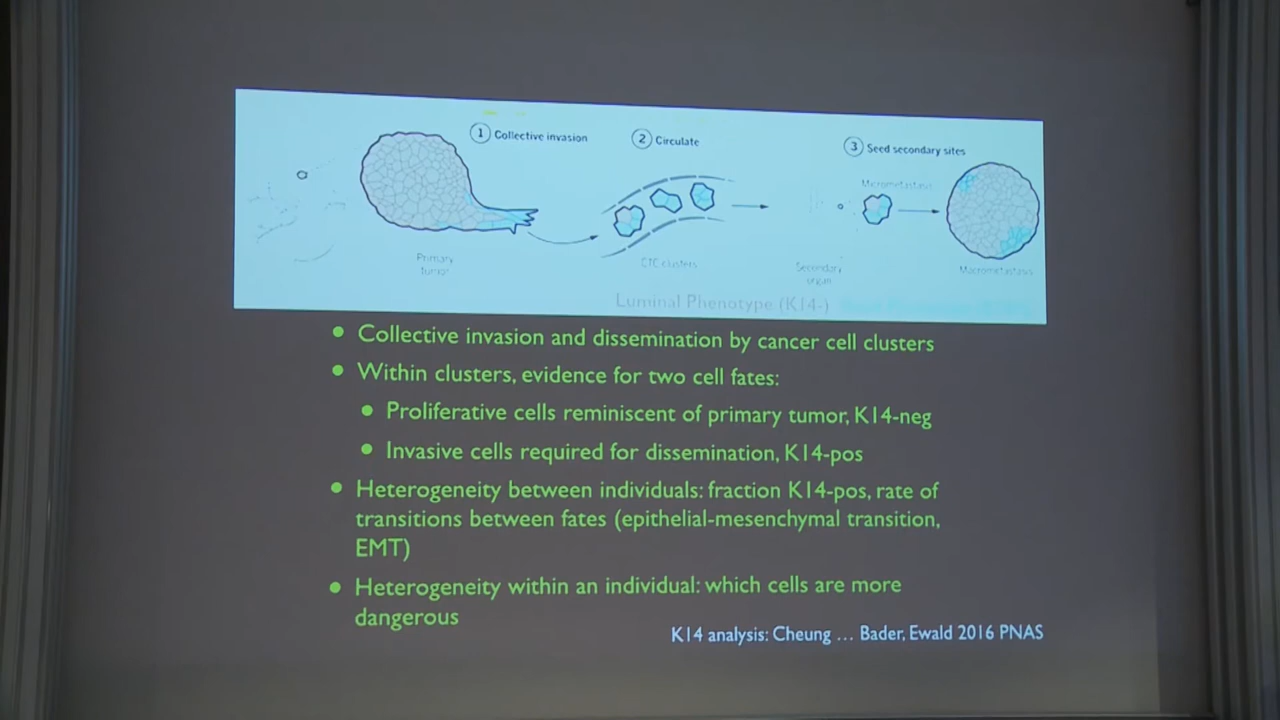 1 Collective invasion
2 Circulate
3 Seed secondary sites
Micrometastasis
Primary
tumor
CTC clusters
Secondary
organ
Macrometastasis
Luminal Phenotype (K14-)
Collective invasion and dissemination by cancer cell clusters
Within clusters, evidence for two cell fates:
Proliferative cells reminiscent of primary tumor, K14-neg
Invasive cells required for dissemination, K14-pos
Heterogeneity between individuals: fraction K14-pos, rate of
transitions between fates (epithelial-mesenchymal transition,
EMT)
Heterogeneity within an individual: which cells are more
dangerous
K14 analysis: Cheung ... Bader, Ewald 2016 PNAS